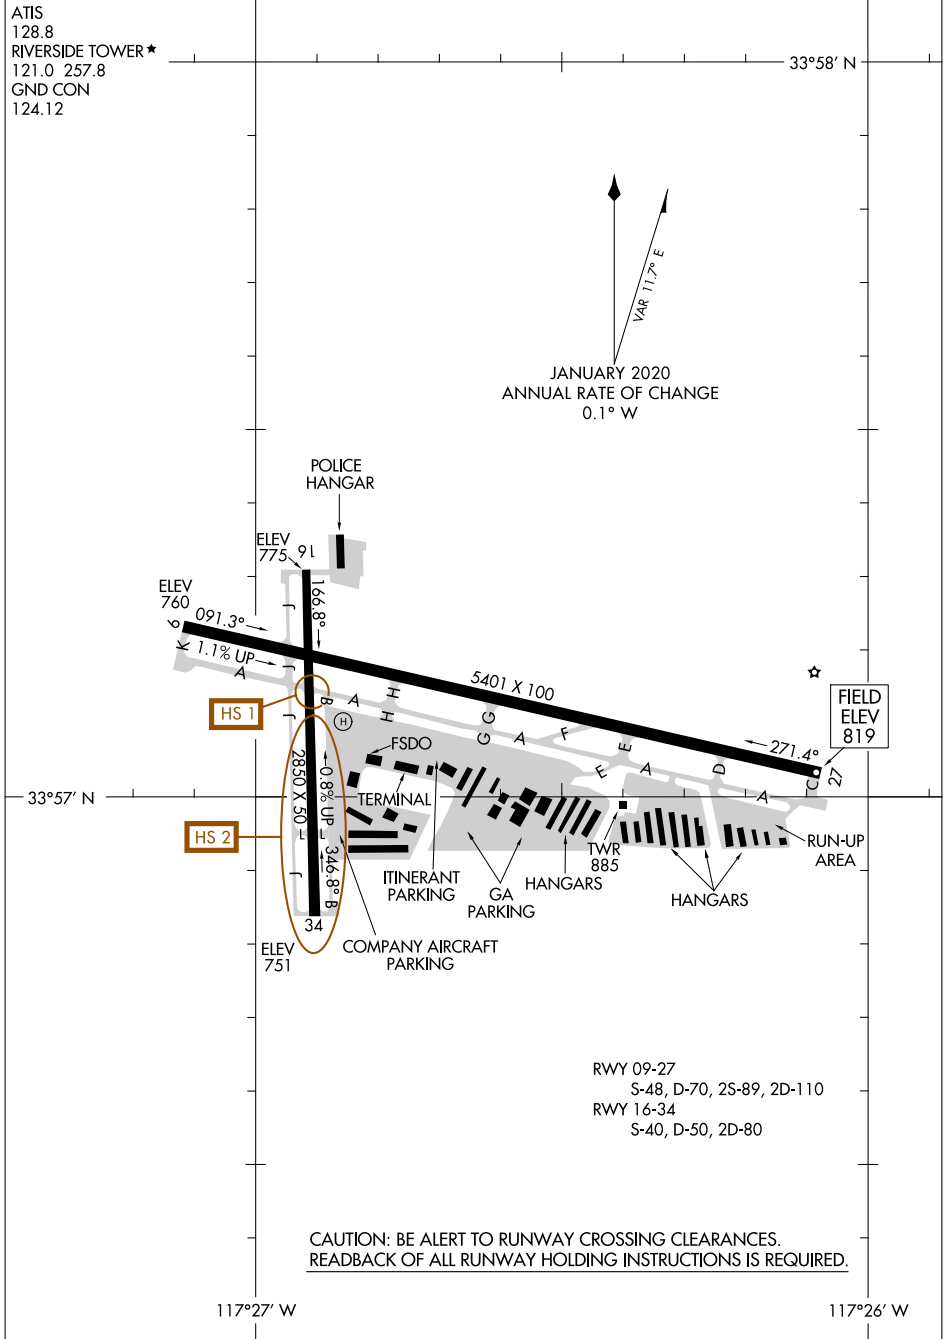 ATIS
128.8
RIVERSIDE TOWER★
121.0 257.8
GND CON
124.12
33°58' N
VAR 11.7° E
JANUARY 2020
ANNUAL RATE OF CHANGE
0.1° W
POLICE
HANGAR
ELEV
775
16
ELEV
760
9
091.3°
166.8°
J
K
1.1% UP
A
J
HS 1
B
A
H
H
H
(H)
5401 X 100
G
G
A
F
E
E
A
D
A
C
271.4°
27
FIELD
ELEV
819
J
FSDO
TERMINAL
2850 X 50
0.8% UP
33°57' N
HS 2
L
L
346.8°
B
J
34
ELEV
751
ITINERANT
PARKING
GA
PARKING
HANGARS
TWR
885
HANGARS
RUN-UP
AREA
COMPANY AIRCRAFT
PARKING
RWY 09-27
S-48, D-70, 2S-89, 2D-110
RWY 16-34
S-40, D-50, 2D-80
CAUTION: BE ALERT TO RUNWAY CROSSING CLEARANCES.
READBACK OF ALL RUNWAY HOLDING INSTRUCTIONS IS REQUIRED.
117°27' W
117°26' W